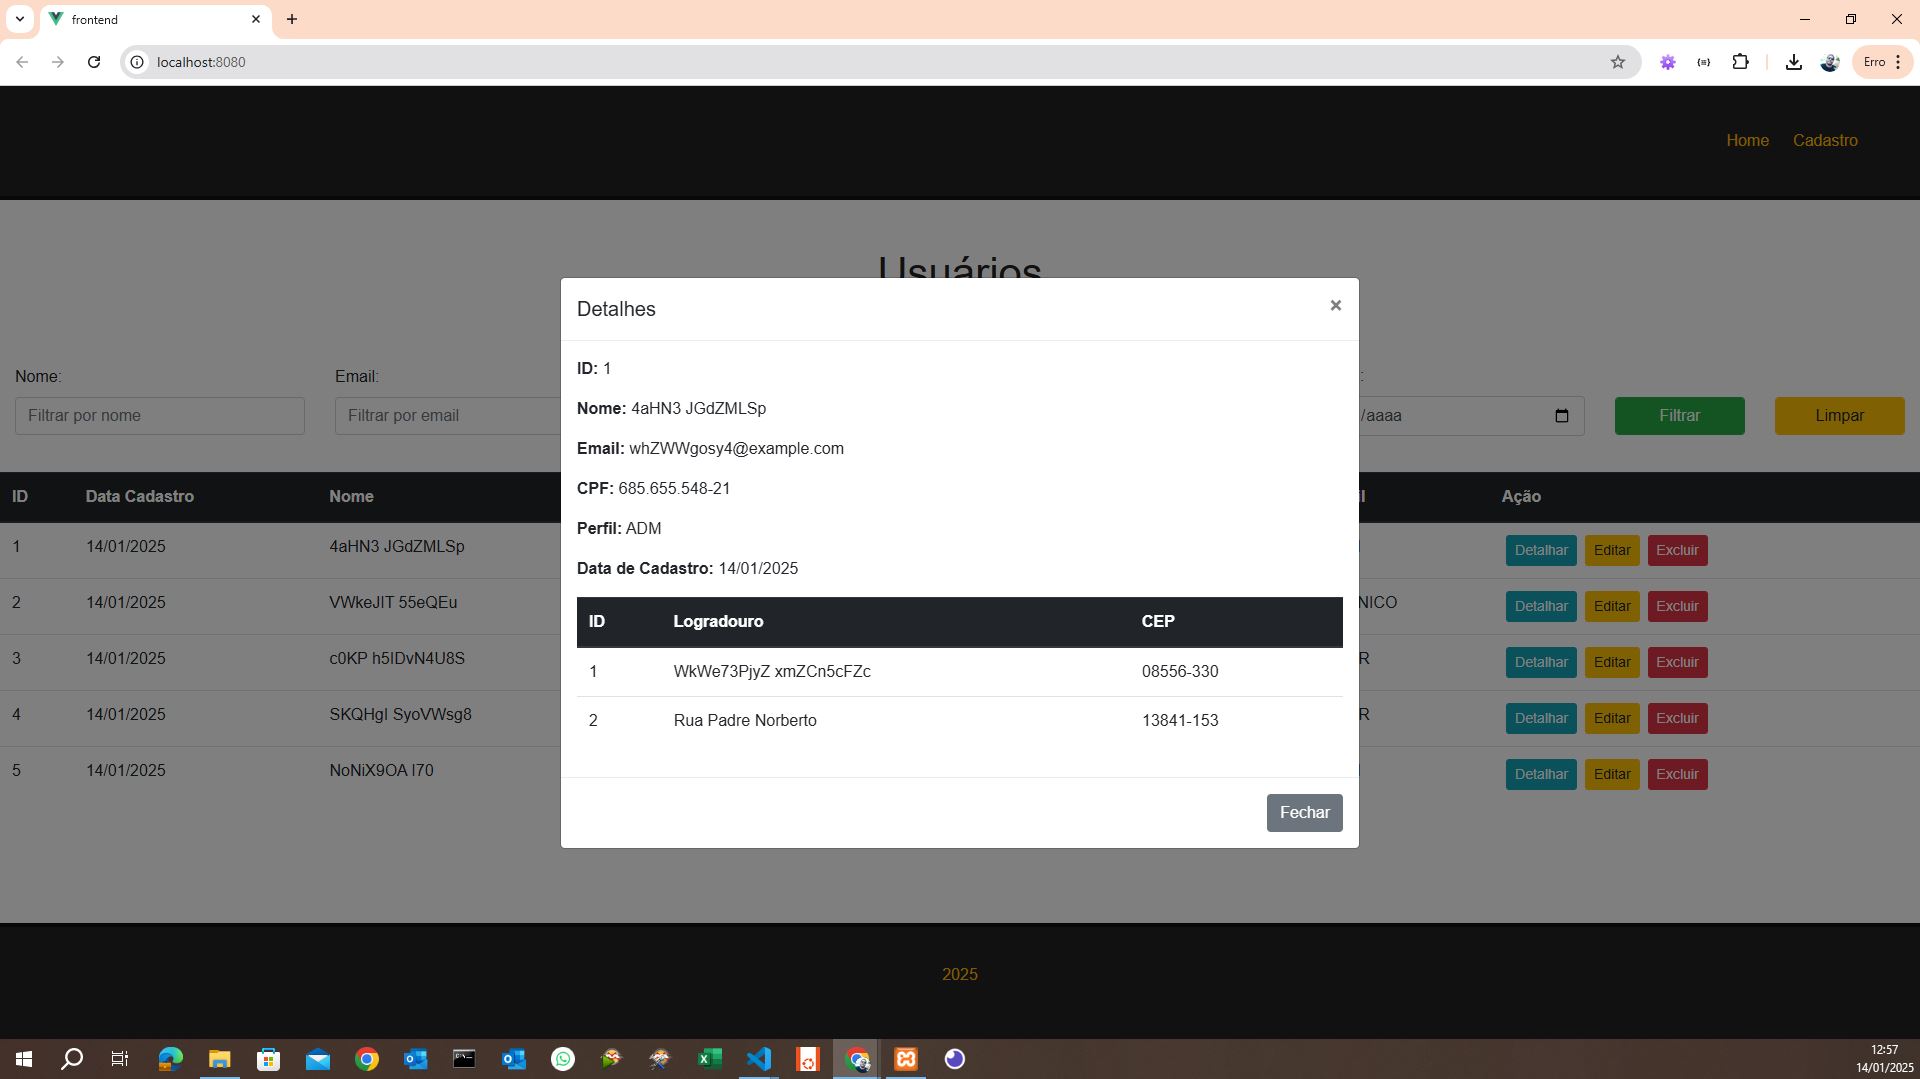 frontend
localhost:8080
Erro
Home Cadastro
Usuários
Detalhes ×
ID: 1
Nome: 4aHN3 JGdZMLSp
Email: whZWWgosy4@example.com
CPF: 685.655.548-21
Perfil: ADM
Data de Cadastro: 14/01/2025
ID Logradouro CEP
1 WkWe73PjyZ xmZCn5cFZc 08556-330
2 Rua Padre Norberto 13841-153
Fechar
Nome: Email: :
Filtrar por nome Filtrar por email /aaaa Filtrar Limpar
ID Data Cadastro Nome Ação
1 14/01/2025 4aHN3 JGdZMLSp Detalhar Editar Excluir
2 14/01/2025 VWkeJIT 55eQEu NICO Detalhar Editar Excluir
3 14/01/2025 c0KP h5IDvN4U8S R Detalhar Editar Excluir
4 14/01/2025 SKQHgI SyoVWsg8 R Detalhar Editar Excluir
5 14/01/2025 NoNiX9OA l70 Detalhar Editar Excluir
2025
12:57
14/01/2025